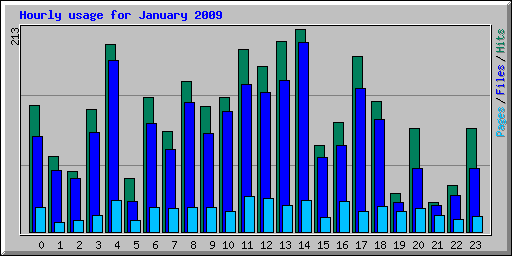 Hourly usage for January 2009
213
Pages / Files / Hits
0 1 2 3 4 5 6 7 8 9 10 11 12 13 14 15 16 17 18 19 20 21 22 23